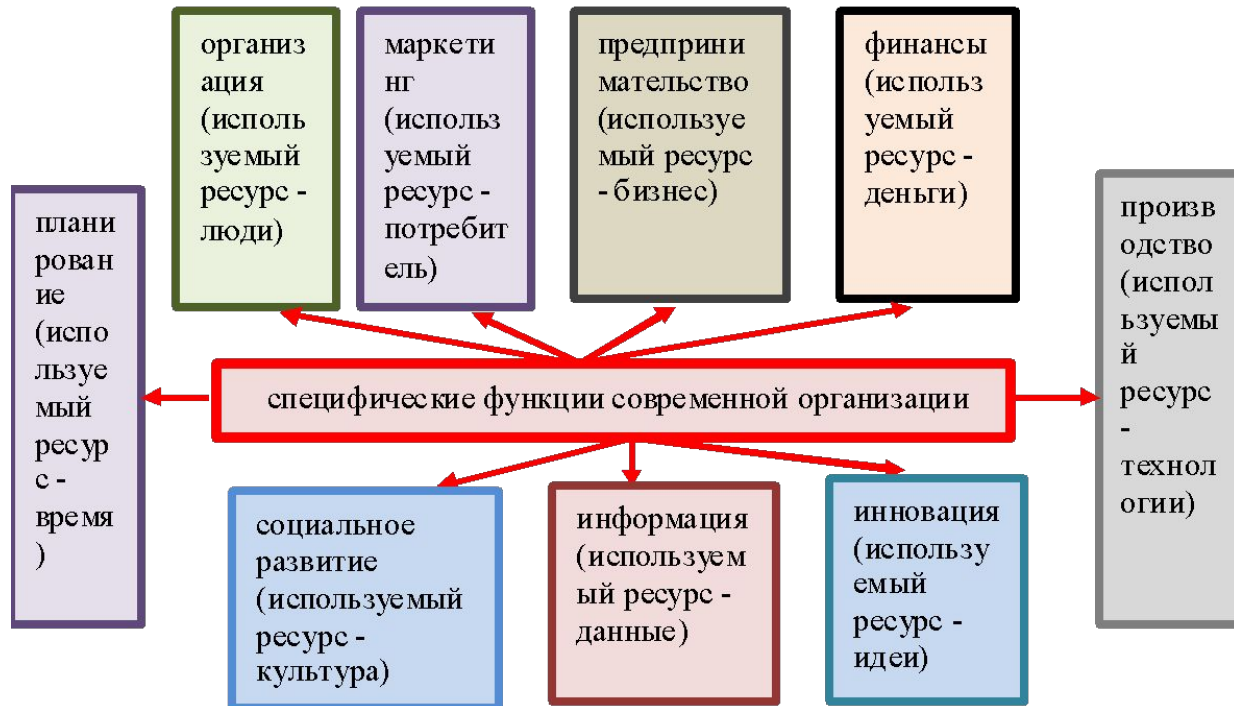 организ
ация
(исполь
зуемый
ресурс -
люди)
маркети
нг
(использ
уемый
ресурс -
потребит
ель)
предприни
мательство
(используе
мый ресурс
- бизнес)
финансы
(использ
уемый
ресурс -
деньги)
плани
рован
ие
(испо
льзуе
мый
ресур
с -
время
)
специфические функции современной организации
произв
одство
(испол
ьзуемы
й
ресурс
-
технол
огии)
социальное
развитие
(используемый
ресурс -
культура)
информация
(используем
ый ресурс -
данные)
инновация
(использу
емый
ресурс -
идеи)